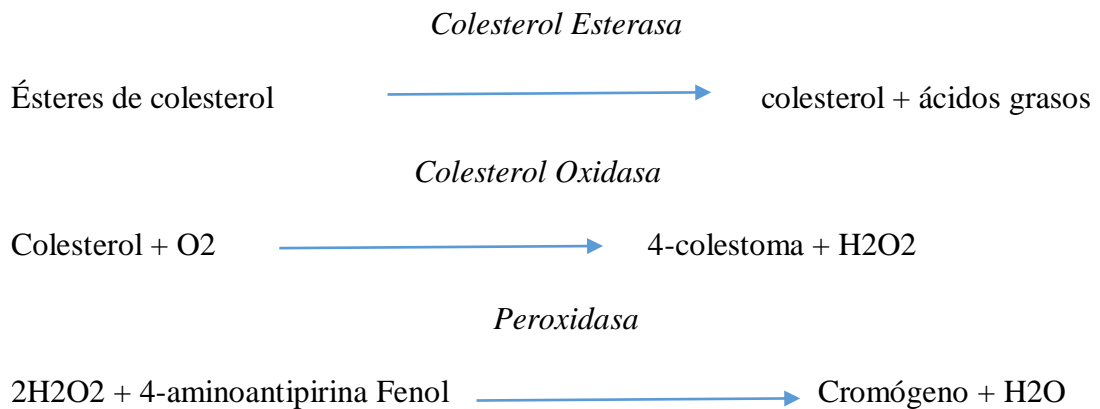 Colesterol Esterasa
Ésteres de colesterol colesterol + ácidos grasos
Colesterol Oxidasa
Colesterol + O2 4-colestoma + H2O2
Peroxidasa
2H2O2 + 4-aminoantipirina Fenol Cromógeno + H2O